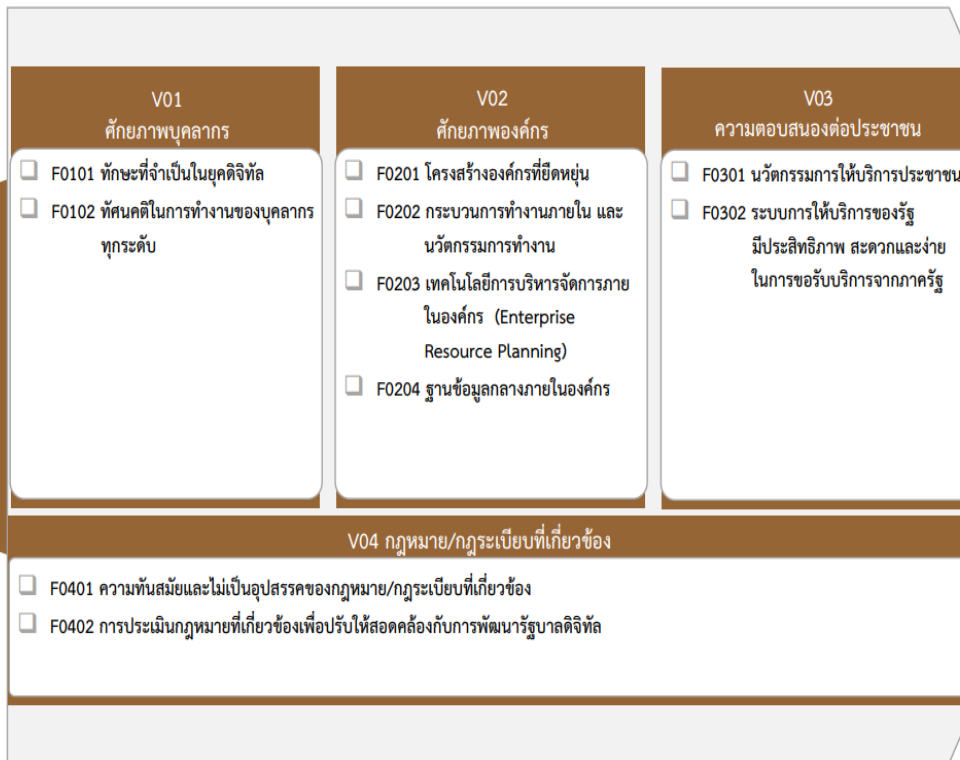 V01
ศักยภาพบุคลากร
F0101 ทักษะที่จำเป็นในยุคดิจิทัล
F0102 ทัศนคติในการทำงานของบุคลากร
ทุกระดับ
V02
ศักยภาพองค์กร
F0201 โครงสร้างองค์กรที่ยืดหยุ่น
F0202 กระบวนการทำงานภายใน และ
นวัตกรรมการทำงาน
F0203 เทคโนโลยีการบริหารจัดการภาย
ในองค์กร (Enterprise
Resource Planning)
F0204 ฐานข้อมูลกลางภายในองค์กร
V03
ความตอบสนองต่อประชาชน
F0301 นวัตกรรมการให้บริการประชาชน
F0302 ระบบการให้บริการของรัฐ
มีประสิทธิภาพ สะดวกและง่าย
ในการขอรับบริการจากภาครัฐ
V04 กฎหมาย/กฎระเบียบที่เกี่ยวข้อง
F0401 ความทันสมัยและไม่เป็นอุปสรรคของกฎหมาย/กฎระเบียบที่เกี่ยวข้อง
F0402 การประเมินกฎหมายที่เกี่ยวข้องเพื่อปรับให้สอดคล้องกับการพัฒนารัฐบาลดิจิทัล